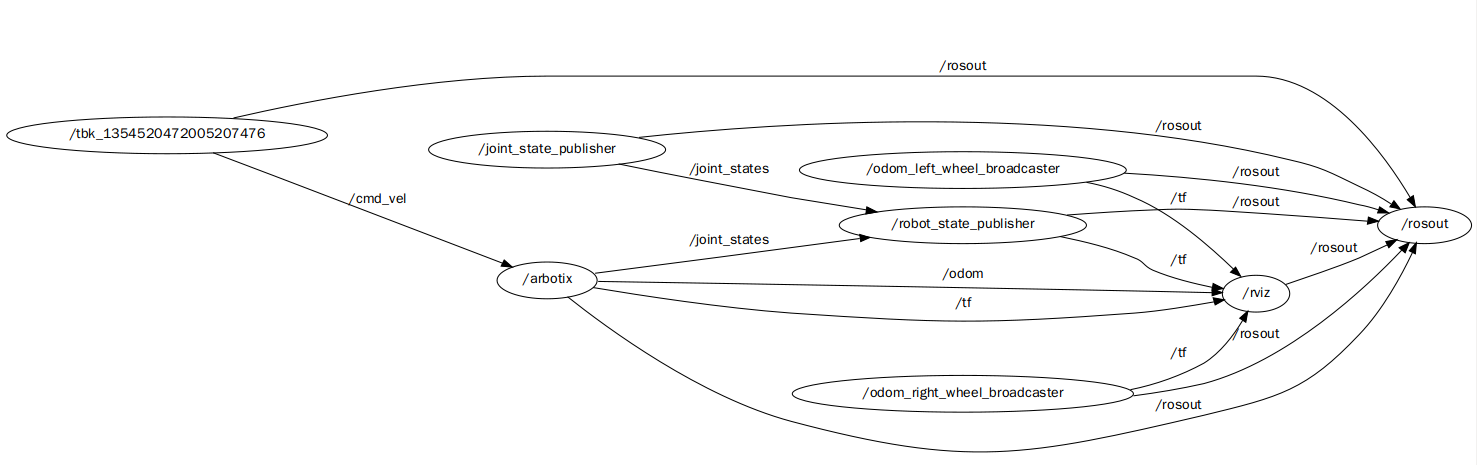 /rosout
/tbk_1354520472005207476
/rosout
/joint_state_publisher
/joint_states
/odom_left_wheel_broadcaster
/rosout
/cmd_vel
/tf
/rosout
/robot_state_publisher
/rosout
/joint_states
/rosout
/tf
/odom
/arbotix
/rviz
/tf
/rosout
/tf
/odom_right_wheel_broadcaster
/rosout